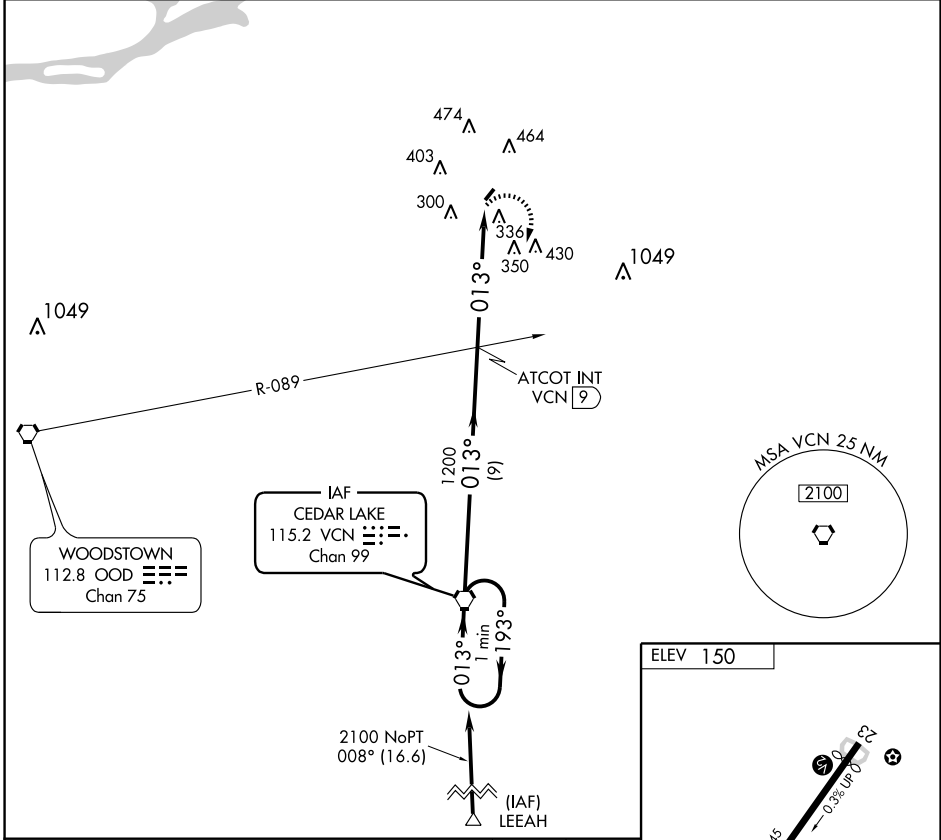 474
464
403
300
336
350
430
1049
1049
013°
R-089
ATCOT INT
VCN 9
1200
013°
(9)
MSA VCN 25 NM
2100
IAF
CEDAR LAKE
115.2 VCN
Chan 99
WOODSTOWN
112.8 OOD
Chan 75
013°
1 min
193°
2100 NoPT
008° (16.6)
(IAF)
LEEAH
ELEV 150
23
0.3% UP
45